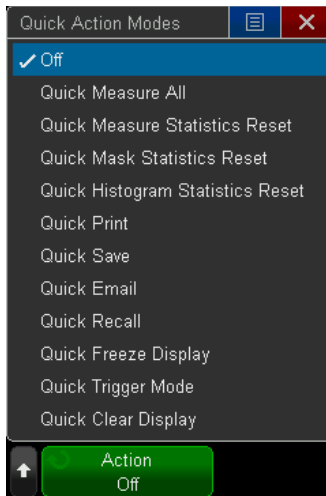 Quick Action Modes
Off
Quick Measure All
Quick Measure Statistics Reset
Quick Mask Statistics Reset
Quick Histogram Statistics Reset
Quick Print
Quick Save
Quick Email
Quick Recall
Quick Freeze Display
Quick Trigger Mode
Quick Clear Display
Action
Off